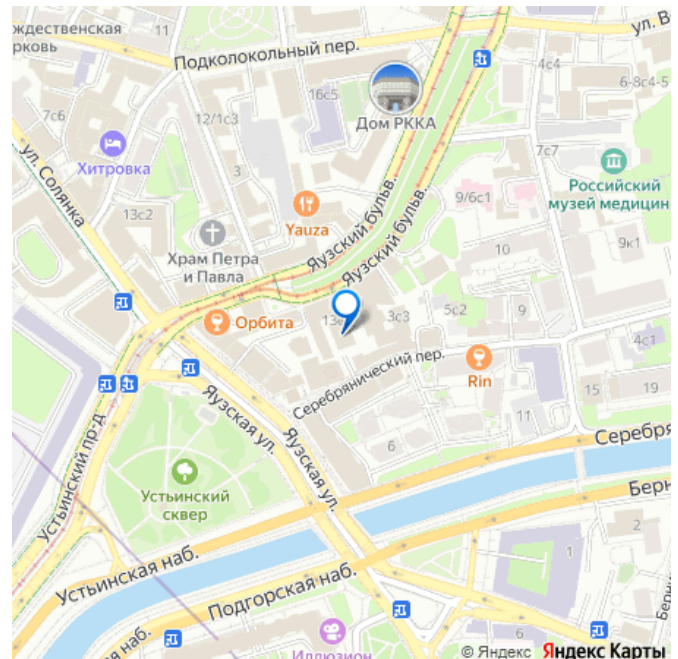 ждественская
рковь
11
Подколокольный пер.
ул. В
4с4
6-8с4-5
16с5
Дом РККА
7с6
12/1с3
7с7
Хитровка
ул. Солянка
3
Российский
музей медицин
13с2
Yauza
9/6с1
Яузский бульв.
Яузский бульв.
Храм Петра
и Павла
10
9к1
Орбита
3с3
5с2
9
4с1
Серебрянический пер.
Rin
15
19
11
Яузская ул.
Яузская ул.
6
Серебря
Устьинский пр-д
Устьинский
сквер
Берни
2
1
Устьинская наб.
Подгорская наб.
6
наб.
Иллюзион
© Яндекс Яндекс Карты